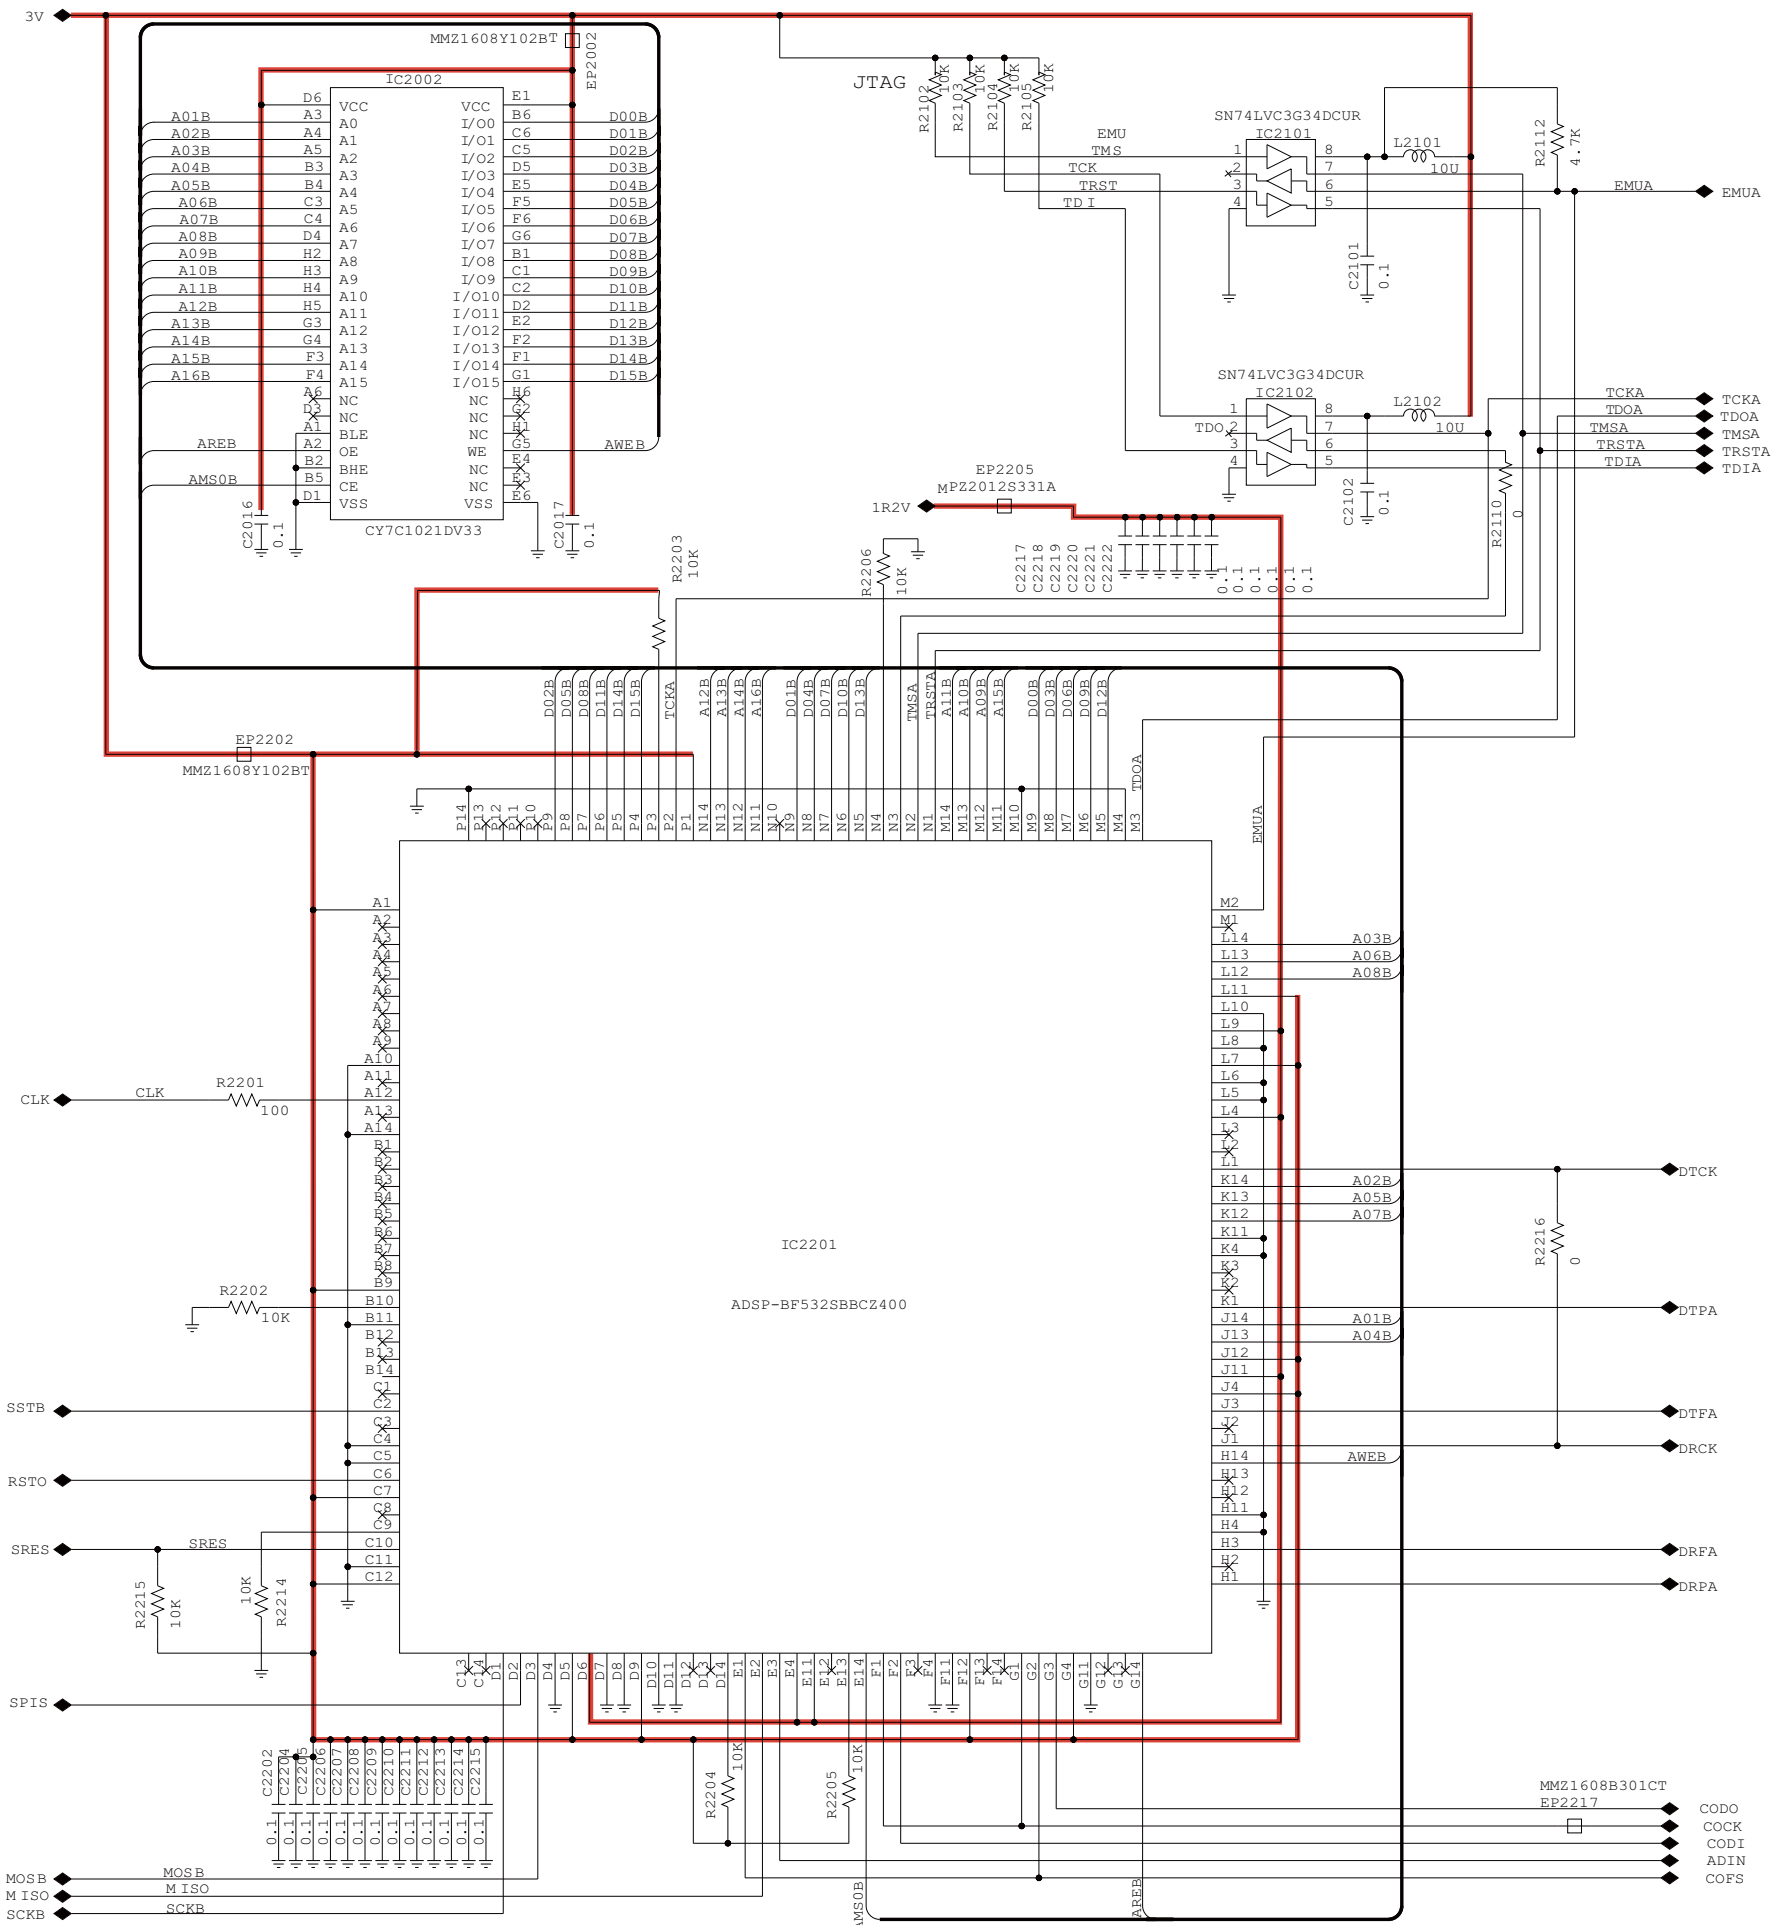 3V
MMZ1608Y102BT
EP2002
IC2002
D6 VCC VCC E1
A01B A3 A0 I/O0 B6 D00B
A02B A4 A1 I/O1 C6 D01B
A03B A5 A2 I/O2 C5 D02B
A04B B3 A3 I/O3 D5 D03B
A05B B4 A4 I/O4 E5 D04B
A06B C3 A5 I/O5 F5 D05B
A07B C4 A6 I/O6 F6 D06B
A08B D4 A7 I/O7 G6 D07B
A09B H2 A8 I/O8 B1 D08B
A10B H3 A9 I/O9 C1 D09B
A11B H4 A10 I/O10 C2 D10B
A12B H5 A11 I/O11 D2 D11B
A13B G3 A12 I/O12 E2 D12B
A14B G4 A13 I/O13 F2 D13B
A15B F3 A14 I/O14 F1 D14B
A16B F4 A15 I/O15 G1 D15B
A6 NC NC H6
D3 NC NC G2
A1 BLE NC H1
AREB A2 OE WE G5 AWEB
B2 BHE NC E4
AMS0B B5 CE NC E3
D1 VSS VSS E6
C2016 0.1
CY7C1021DV33
C2017 0.1
JTAG
R2102 10K
R2103 10K
R2104 10K
R2105 10K
EMU
TMS
TCK
TRST
TDI
SN74LVC3G34DCUR
IC2101
1 8
2 7
3 6
4 5
L2101
10U
R2112 4.7K
EMUA EMUA
C2101 0.1
SN74LVC3G34DCUR
IC2102
1 8
TDO 2 7
3 6
4 5
L2102
10U
C2102 0.1
R2110 0
TCKA TCKA
TDOA TDOA
TMSA TMSA
TRSTA TRSTA
TDIA TDIA
EP2205
MPZ2012S331A
1R2V
R2203 10K
R2206 10K
C2217 0.1
C2218 0.1
C2219 0.1
C2220 0.1
C2221 0.1
C2222 0.1
D02B D05B D08B D11B D14B D15B TCKA A12B A13B A14B A16B D01B D04B D07B D10B D13B TMSA TRSTA A11B A10B A09B A15B D00B D03B D06B D09B D12B TDOA EMUA
EP2202
MMZ1608Y102BT
P14 P13 P12 P11 P10 P9 P8 P7 P6 P5 P4 P3 P2 P1 N14 N13 N12 N11 N10 N9 N8 N7 N6 N5 N4 N3 N2 N1 M14 M13 M12 M11 M10 M9 M8 M7 M6 M5 M4 M3
A1 M2
A2 M1
A3 L14 A03B
A4 L13 A06B
A5 L12 A08B
A6 L11
A7 L10
A8 L9
A9 L8
A10 L7
A11 L6
CLK CLK R2201 100 A12 L5
A13 L4
A14 L3
B1 L2
B2 L1 DTCK
B3 K14 A02B
B4 K13 A05B
B5 K12 A07B
B6 K11
B7 K4
B8 K3
B9 K2
R2202 10K B10 K1 DTPA
B11 J14 A01B
B12 J13 A04B
B13 J12
B14 J11
C1 J4
SSTB C2 J3 DTFA
C3 J2
C4 J1 DRCK
C5 H14 AWEB
RSTO C6 H13
C7 H12
C8 H11
C9 H4
SRES SRES C10 H3 DRFA
C11 H2
C12 H1 DRPA
R2216 0
IC2201
ADSP-BF532SBBCZ400
R2215 10K
10K R2214
C13 C14 D1 D2 D3 D4 D5 D6 D7 D8 D9 D10 D11 D12 D13 D14 E1 E2 E3 E4 E11 E12 E13 E14 F1 F2 F3 F4 F11 F12 F13 F14 G1 G2 G3 G4 G11 G12 G13 G14
SPIS
C2202 C2204 C2205 C2206 C2207 C2208 C2209 C2210 C2211 C2212 C2213 C2214 C2215
0.1 0.1 0.1 0.1 0.1 0.1 0.1 0.1 0.1 0.1 0.1 0.1 0.1
R2204 10K
R2205 10K
MMZ1608B301CT
EP2217
CODO
COCK
CODI
ADIN
COFS
MOSB MOSB
MISO MISO
SCKB SCKB
AMS0B
AREB